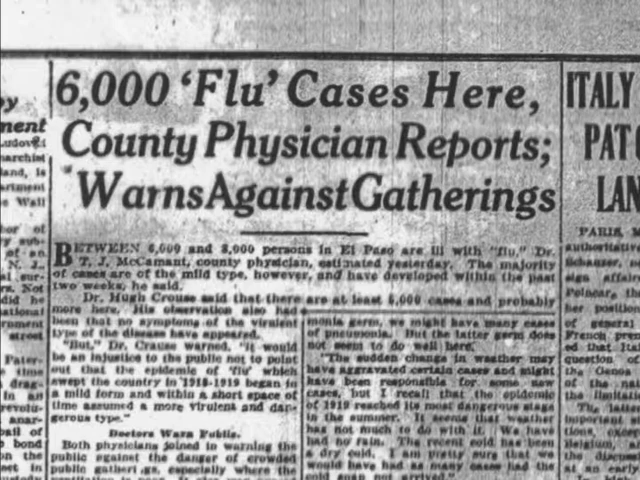 6,000 'Flu' Cases Here,
County Physician Reports;
Warns Against Gatherings
BETWEEN 6,000 and 8,000 persons in El Paso are ill with "flu," Dr.
T. J. McCamant, county physician, estimated yesterday. The majority
of cases are of the mild type, however, and have developed within the past
two weeks, he said.
Dr. Hugh Crouse said that there are at least 6,000 cases and probably
more here. His observation also had
been that no symptoms of the virulent
type of the disease have appeared.
"But," Dr. Crouse warned, "it would
be an injustice to the public not to point
out that the epidemic of 'flu' which
swept the country in 1918-1919 began in
a mild form and within a short space of
time assumed a more virulent and dan-
gerous type."
Doctors Warn Public.
Both physicians joined in warning the
public against the danger of crowded
public gatherings, especially where the
monia germ, we might have many cases
of pneumonia. But the latter germ does
not seem to do well here.
"The sudden change in weather may
have aggravated certain cases and might
have been responsible for some new
cases, but I recall that the epidemic
of 1919 reached its most dangerous stage
in the summer. It seems that weather
has not much to do with it. We have
had no rain. The recent cold has been
a dry cold. I am pretty sure we
would have had as many cases had the
cold snap not arrived."
ITALY
PAT
LAN
PARIS, M
authoritative
sign affairs
Poincare, th
her position
of general
French pren
ed that Ital
question of
the Genoa
of the na
the limitati
The latter
important
tions, excep
Belgium,
the discuss
at an early